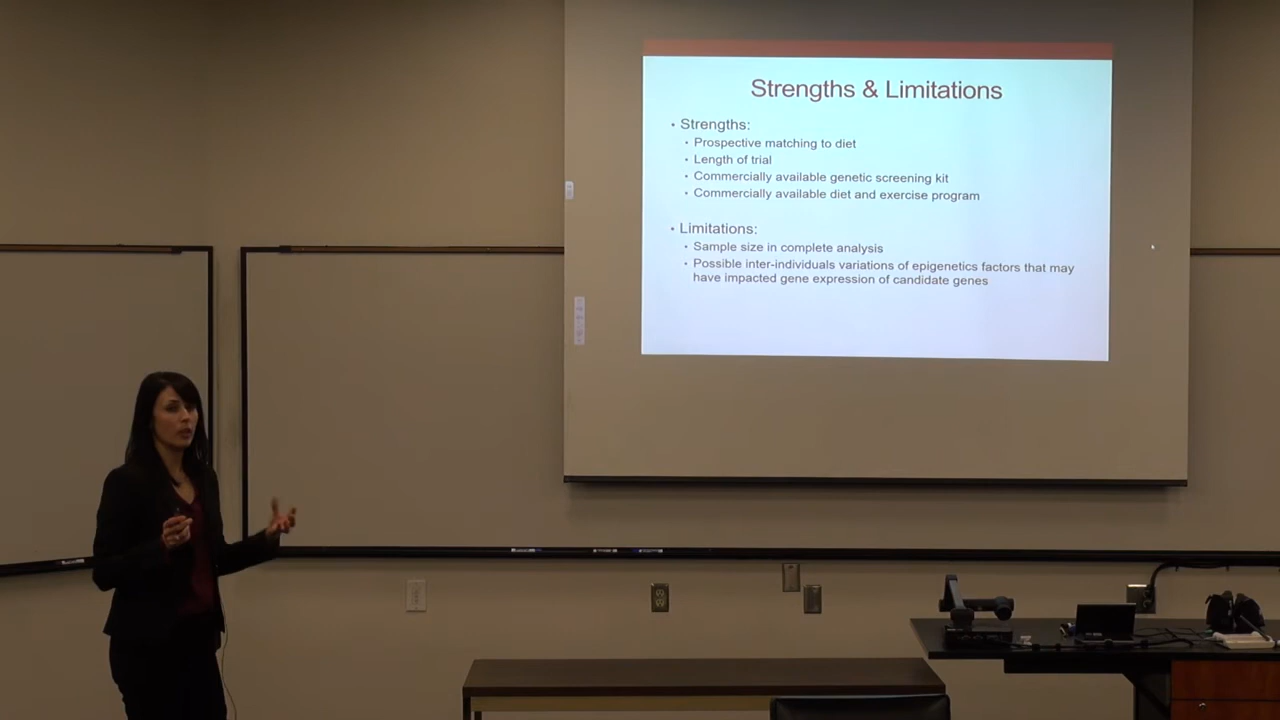 Strengths & Limitations
• Strengths:
• Prospective matching to diet
• Length of trial
• Commercially available genetic screening kit
• Commercially available diet and exercise program
• Limitations:
• Sample size in complete analysis
• Possible inter-individuals variations of epigenetics factors that may
have impacted gene expression of candidate genes